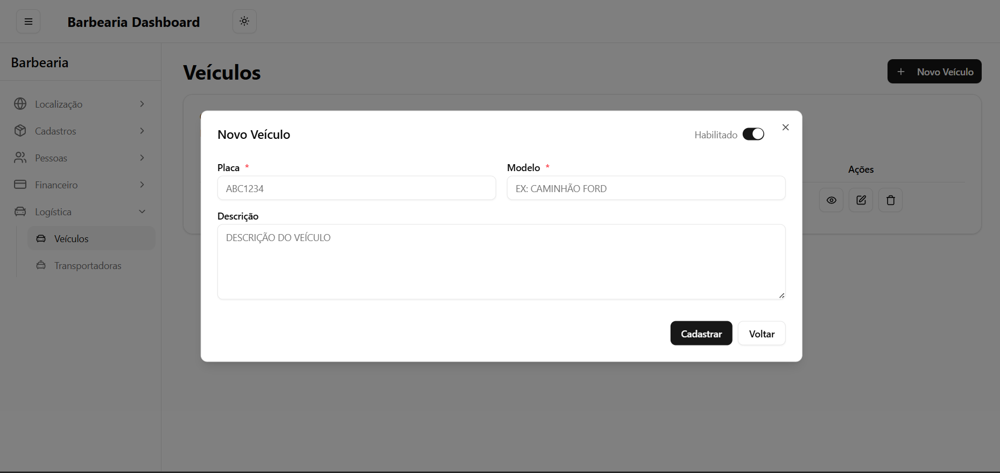 Barbearia Dashboard
Barbearia
Localização
Cadastros
Pessoas
Financeiro
Logística
Veículos
Transportadoras
Veículos
+ Novo Veículo
Ações
Novo Veículo
Habilitado
Placa *
Modelo *
ABC1234
EX: CAMINHÃO FORD
Descrição
DESCRIÇÃO DO VEÍCULO
Cadastrar
Voltar